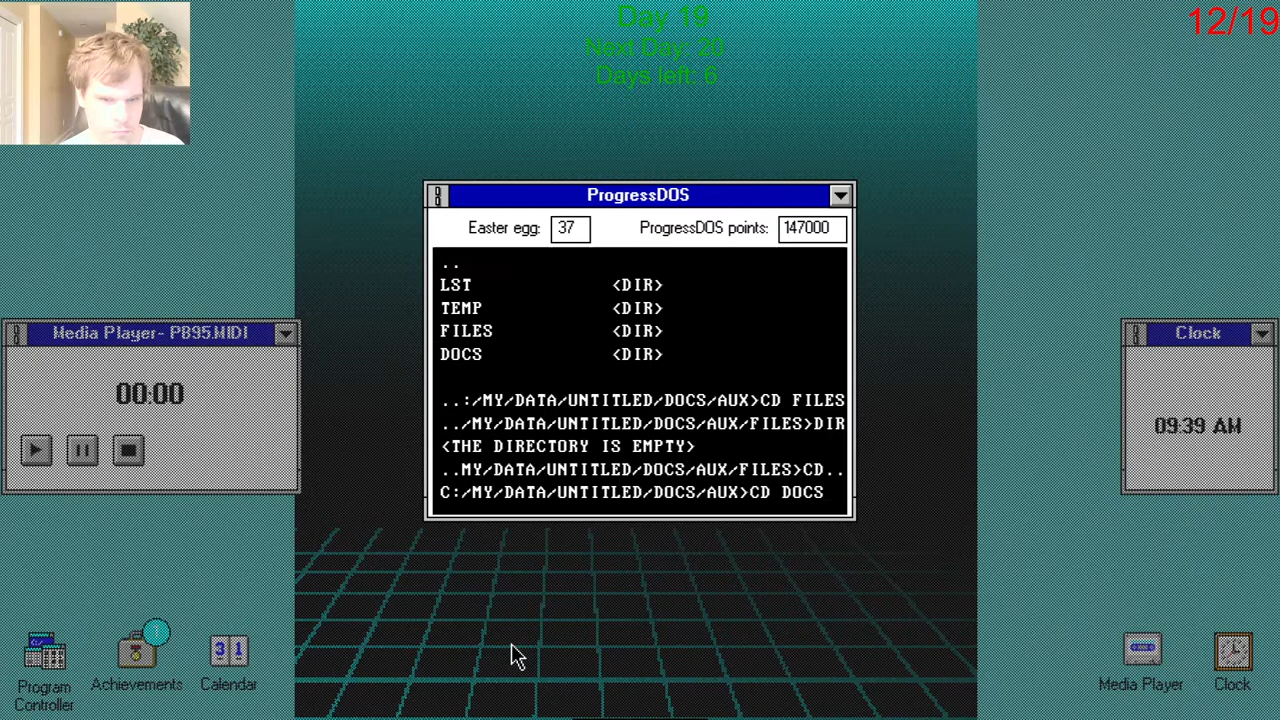 Day 19
Next Day: 20
Days left: 6
12/19
ProgressDOS
Easter egg: 37 ProgressDOS points: 147000
..
LST <DIR>
TEMP <DIR>
FILES <DIR>
DOCS <DIR>
..:/MY/DATA/UNTITLED/DOCS/AUX>CD FILES
../MY/DATA/UNTITLED/DOCS/AUX/FILES>DIR
<THE DIRECTORY IS EMPTY>
..MY/DATA/UNTITLED/DOCS/AUX/FILES>CD..
C:/MY/DATA/UNTITLED/DOCS/AUX>CD DOCS
Media Player- PB95.MIDI
00:00
Clock
09:39 AM
Program
Controller
Achievements
31
Calendar
Media Player
Clock